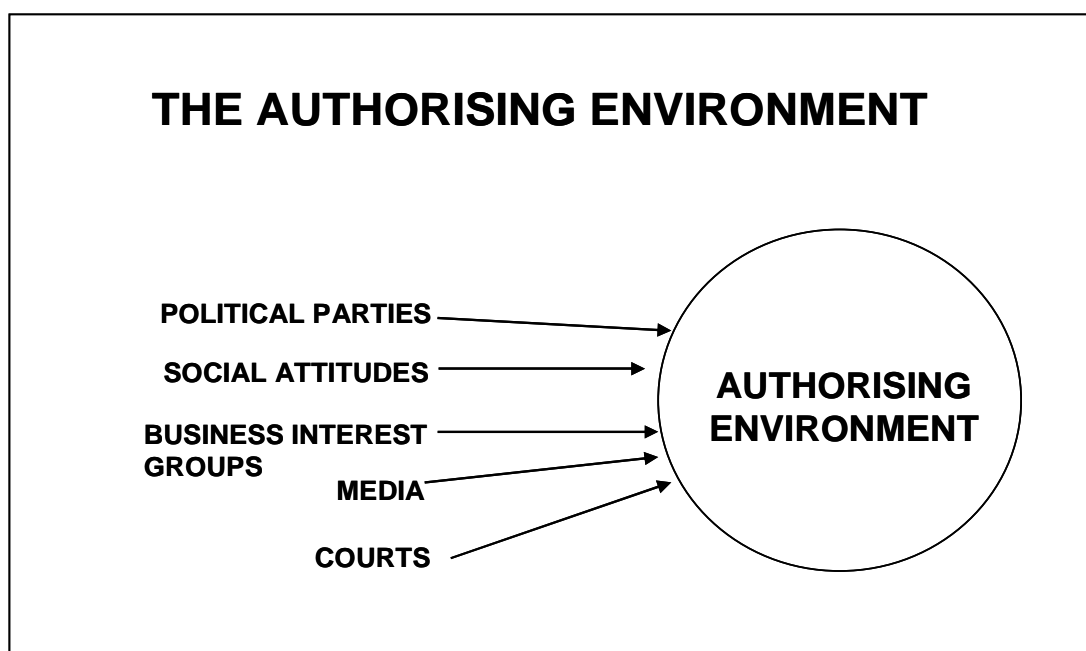 THE AUTHORISING ENVIRONMENT
POLITICAL PARTIES
SOCIAL ATTITUDES
BUSINESS INTEREST
GROUPS
MEDIA
COURTS
AUTHORISING
ENVIRONMENT